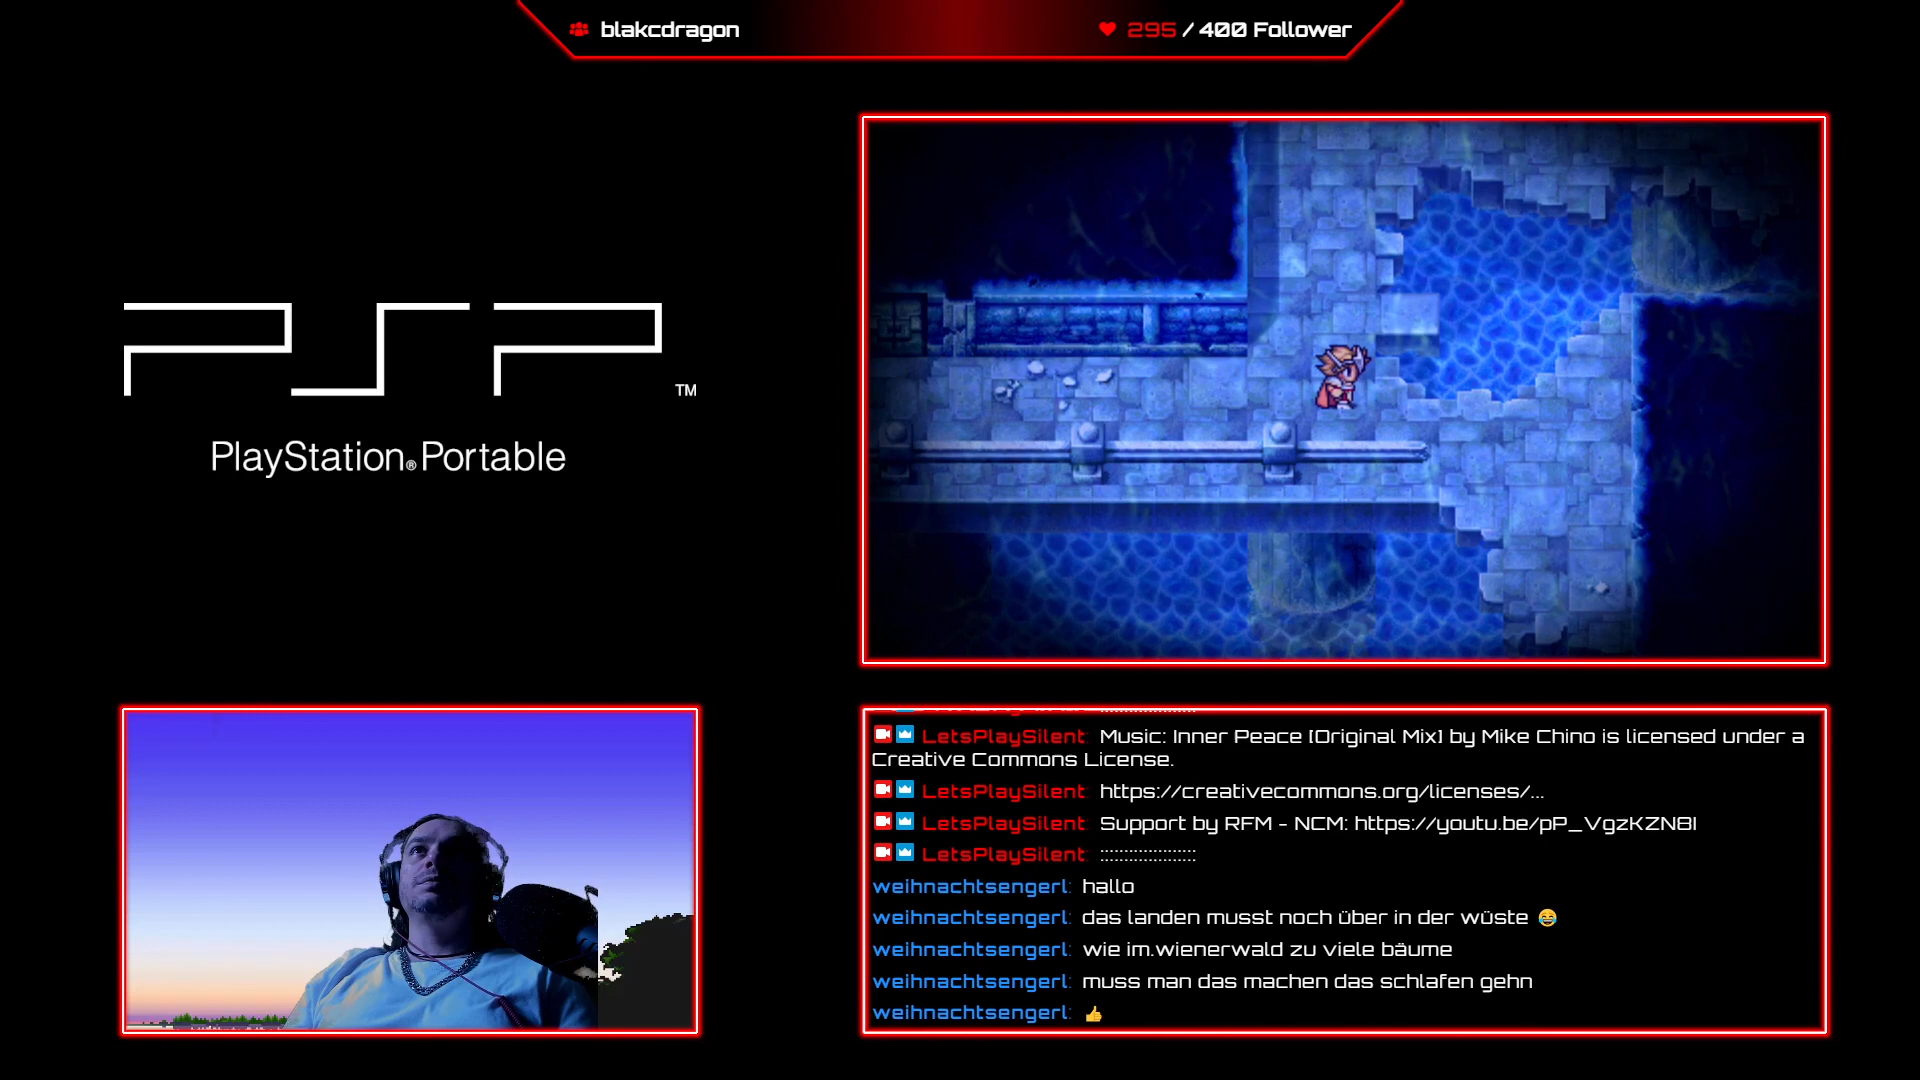 blakcdragon
295 / 400 Follower
PSP
TM
PlayStation® Portable
LetsPlaySilent: Music: Inner Peace [Original Mix] by Mike Chino is licensed under a
Creative Commons License.
LetsPlaySilent: https://creativecommons.org/licenses/...
LetsPlaySilent: Support by RFM - NCM: https://youtu.be/pP_VgzKZN8I
LetsPlaySilent: ::::::::::::::::::::
weihnachtsengerl: hallo
weihnachtsengerl: das landen musst noch über in der wüste 😂
weihnachtsengerl: wie im.wienerwald zu viele bäume
weihnachtsengerl: muss man das machen das schlafen gehn
weihnachtsengerl: 👍